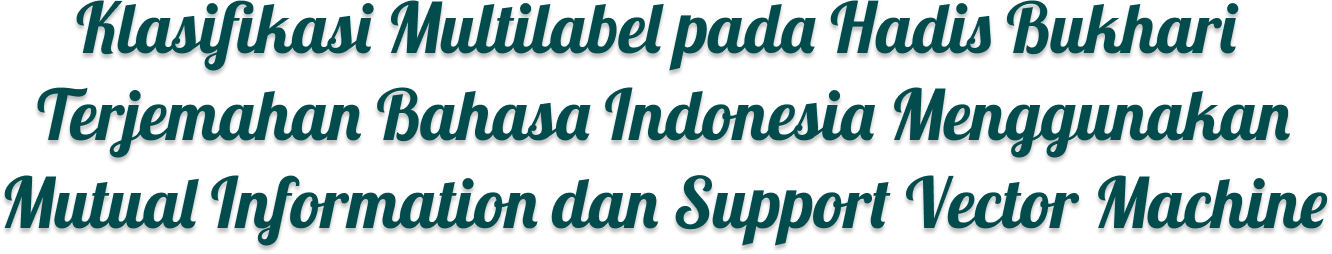 Klasifikasi Multilabel pada Hadis Bukhari
Terjemahan Bahasa Indonesia Menggunakan
Mutual Information dan Support Vector Machine